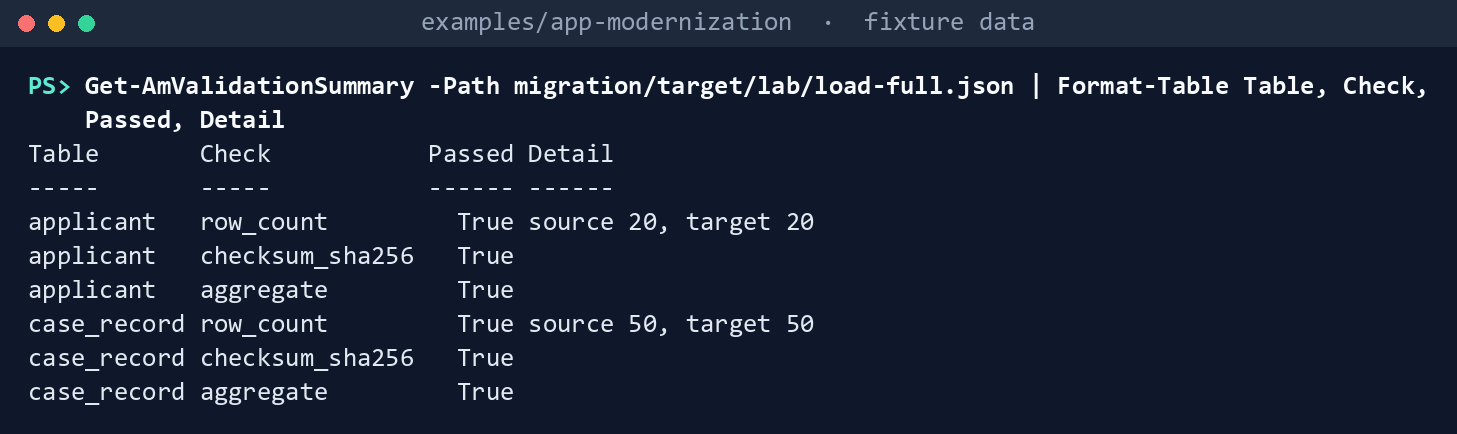 examples/app-modernization · fixture data
PS> Get-AmValidationSummary -Path migration/target/lab/load-full.json | Format-Table Table, Check,
Passed, Detail
Table Check Passed Detail
----- ----- ------ ------
applicant row_count True source 20, target 20
applicant checksum_sha256 True
applicant aggregate True
case_record row_count True source 50, target 50
case_record checksum_sha256 True
case_record aggregate True